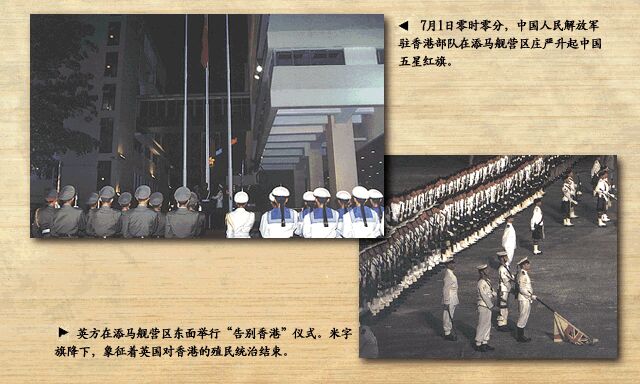 7月1日零时零分，中国人民解放军
驻香港部队在添马舰营区庄严升起中国
五星红旗。
英方在添马舰营区东面举行“告别香港”仪式。米字
旗降下，象征着英国对香港的殖民统治结束。